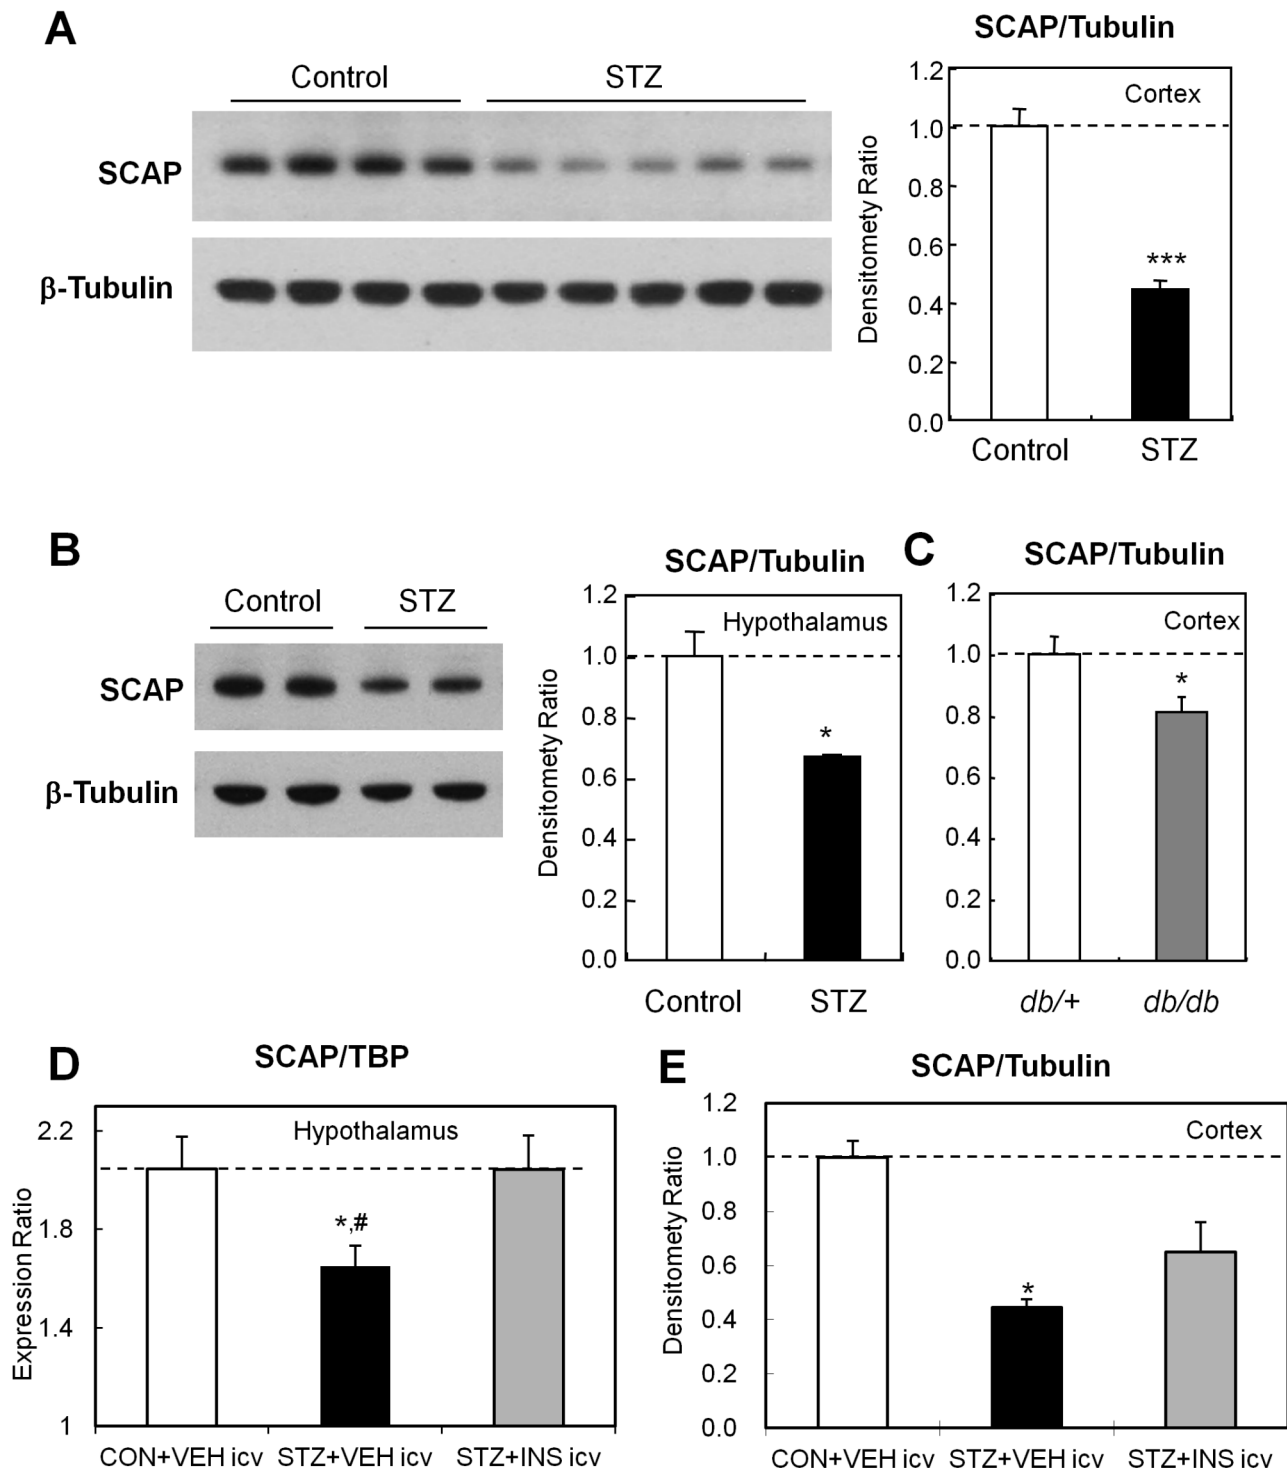 A
SCAP/Tubulin
Control STZ
SCAP
β-Tubulin
1.2
1.0
0.8
0.6
0.4
0.2
0.0
Densitomety Ratio
Cortex
***
Control STZ
B
Control STZ
SCAP
β-Tubulin
SCAP/Tubulin
1.2
1.0
0.8
0.6
0.4
0.2
0.0
Densitomety Ratio
Hypothalamus
*
Control STZ
C
SCAP/Tubulin
1.2
1.0
0.8
0.6
0.4
0.2
0.0
Cortex
*
db/+ db/db
D
SCAP/TBP
2.2
1.8
1.4
1
Expression Ratio
Hypothalamus
*,#
CON+VEH icv STZ+VEH icv STZ+INS icv
E
SCAP/Tubulin
1.2
1.0
0.8
0.6
0.4
0.2
0.0
Densitomety Ratio
Cortex
*
CON+VEH icv STZ+VEH icv STZ+INS icv